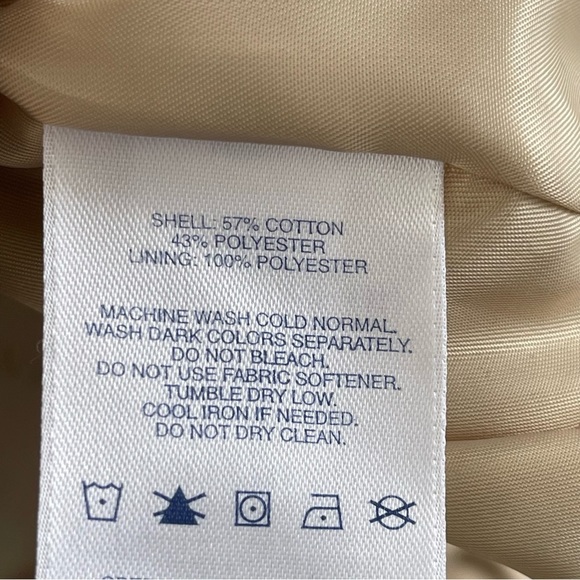 SHELL: 57% COTTON
43% POLYESTER
LINING: 100% POLYESTER
MACHINE WASH COLD NORMAL.
WASH DARK COLORS SEPARATELY.
DO NOT BLEACH.
DO NOT USE FABRIC SOFTENER.
TUMBLE DRY LOW.
COOL IRON IF NEEDED.
DO NOT DRY CLEAN.